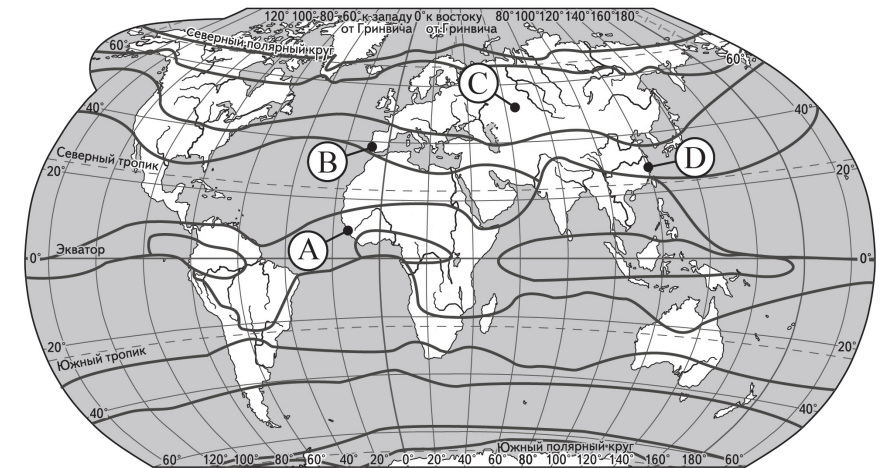 120° 100° 80° 60° к западу 0° к востоку 80° 100° 120° 140° 160° 180°
от Гринвича от Гринвича
Северный полярный круг
60°
60°
C
40°
40°
B
D
Северный тропик
20°
20°
A
Экватор
0°
0°
20°
20°
Южный тропик
40°
40°
Южный полярный круг
60° 120° 100° 80° 60° 40° 20° 0° 20° 40° 60° 80° 100° 120° 140° 160° 180° 60°